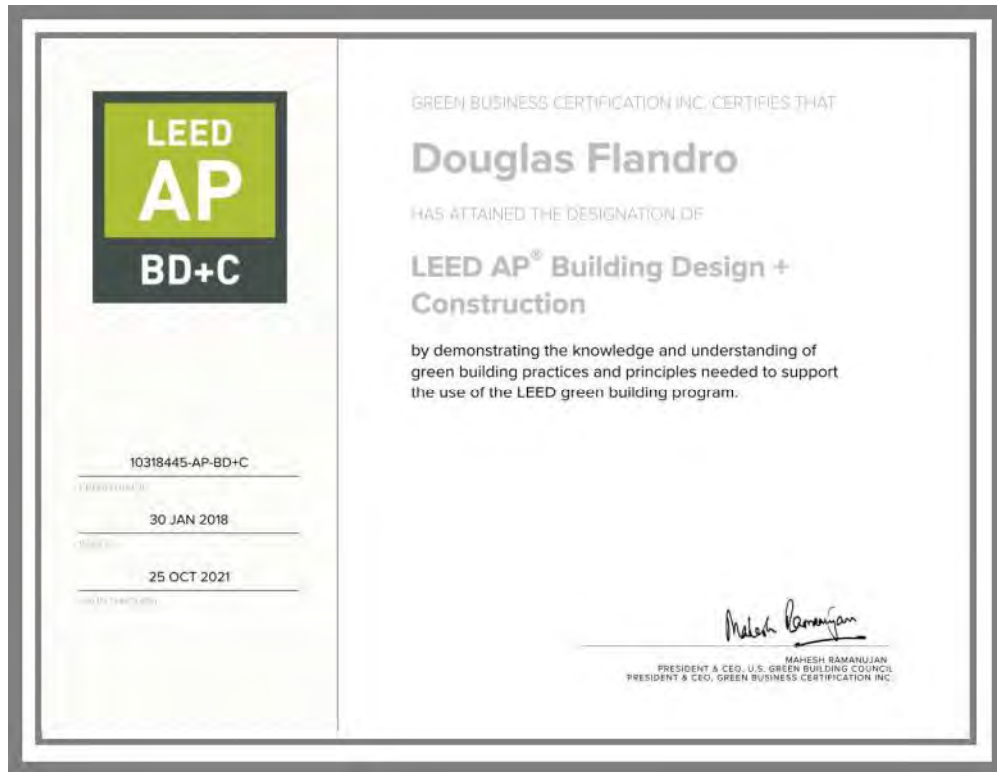 LEED
AP
BD+C
10318445-AP-BD+C
30 JAN 2018
25 OCT 2021
GREEN BUSINESS CERTIFICATION INC. CERTIFIES THAT
Douglas Flandro
HAS ATTAINED THE DESIGNATION OF
LEED AP® Building Design +
Construction
by demonstrating the knowledge and understanding of
green building practices and principles needed to support
the use of the LEED green building program.
MAHESH RAMANUJAN
PRESIDENT & CEO, U.S. GREEN BUILDING COUNCIL
PRESIDENT & CEO, GREEN BUSINESS CERTIFICATION INC.